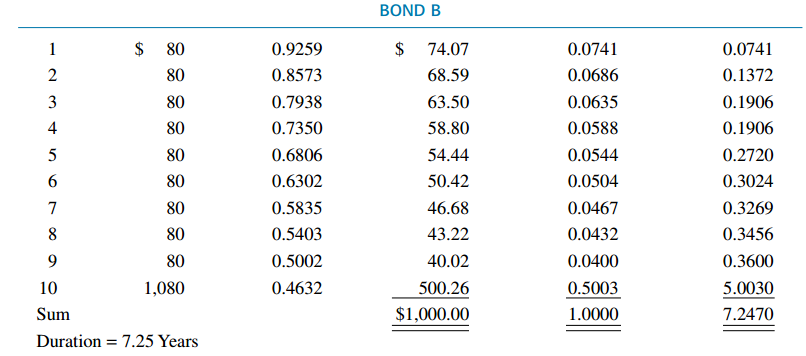 BOND B
1 $ 80 0.9259 $ 74.07 0.0741 0.0741
2 80 0.8573 68.59 0.0686 0.1372
3 80 0.7938 63.50 0.0635 0.1906
4 80 0.7350 58.80 0.0588 0.1906
5 80 0.6806 54.44 0.0544 0.2720
6 80 0.6302 50.42 0.0504 0.3024
7 80 0.5835 46.68 0.0467 0.3269
8 80 0.5403 43.22 0.0432 0.3456
9 80 0.5002 40.02 0.0400 0.3600
10 1,080 0.4632 500.26 0.5003 5.0030
Sum $1,000.00 1.0000 7.2470
Duration = 7.25 Years